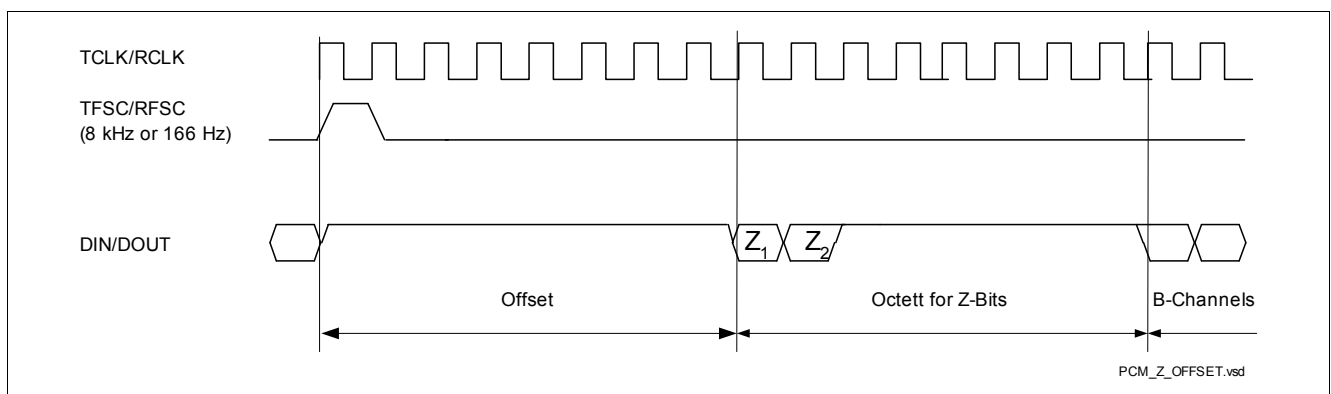 TCLK/RCLK
TFSC/RFSC
(8 kHz or 166 Hz)
DIN/DOUT
Z1
Z2
Offset
Octett for Z-Bits
B-Channels
PCM_Z_OFFSET.vsd